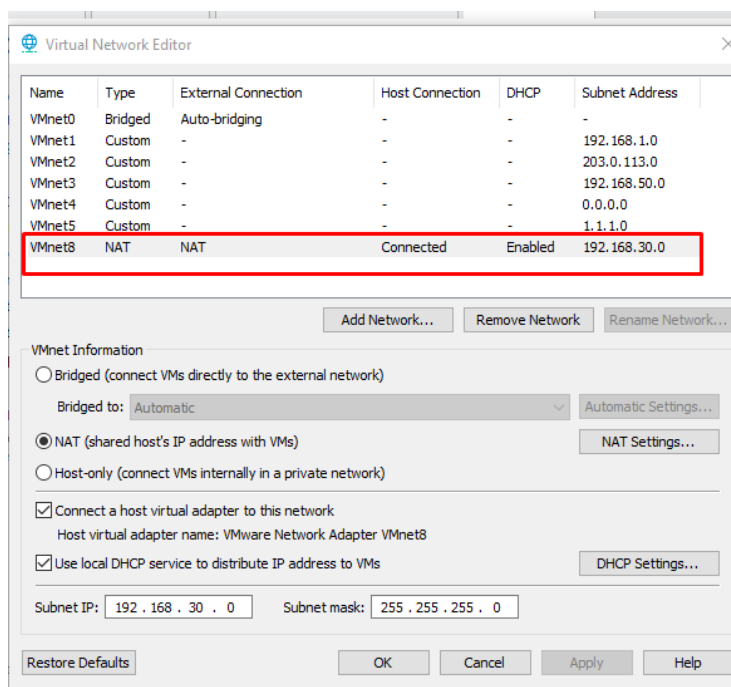 Virtual Network Editor
Name Type External Connection Host Connection DHCP Subnet Address
VMnet0 Bridged Auto-bridging - - -
VMnet1 Custom - - - 192.168.1.0
VMnet2 Custom - - - 203.0.113.0
VMnet3 Custom - - - 192.168.50.0
VMnet4 Custom - - - 0.0.0.0
VMnet5 Custom - - - 1.1.1.0
VMnet8 NAT NAT Connected Enabled 192.168.30.0
Add Network... Remove Network Rename Network...
VMnet Information
Bridged (connect VMs directly to the external network)
Bridged to: Automatic Automatic Settings...
NAT (shared host's IP address with VMs) NAT Settings...
Host-only (connect VMs internally in a private network)
Connect a host virtual adapter to this network
Host virtual adapter name: VMware Network Adapter VMnet8
Use local DHCP service to distribute IP address to VMs DHCP Settings...
Subnet IP: 192 . 168 . 30 . 0 Subnet mask: 255 . 255 . 255 . 0
Restore Defaults OK Cancel Apply Help